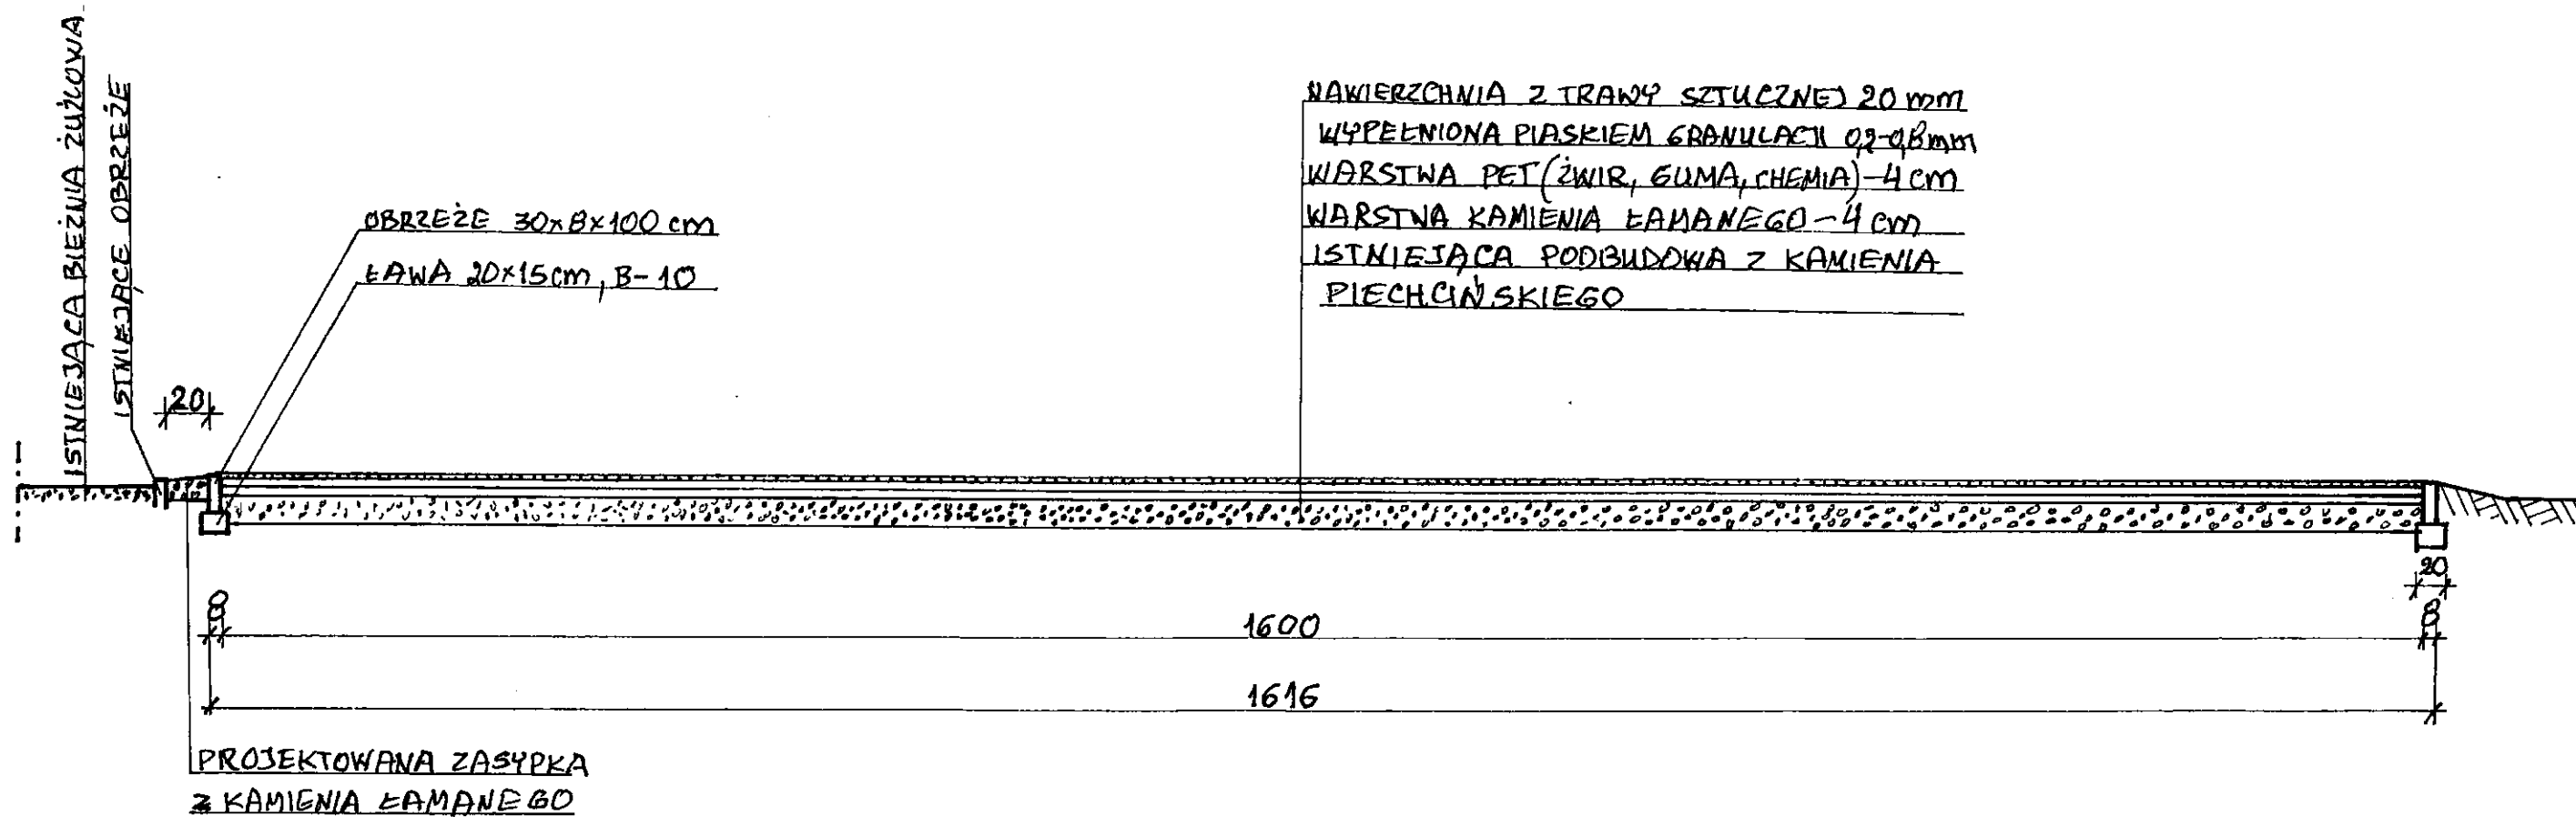 ISTNIEJĄCA BIEŻNIA ŻUŻLOWA
ISTNIEJĄCE OBRZEŻE
20
OBRZEŻE 30x8x100 cm
ŁAWA 20x15cm, B-10
NAWIERZCHNIA Z TRAWY SZTUCZNEJ 20 mm
WYPEŁNIONA PIASKIEM GRANULACJI 0,2-0,8mm
WARSTWA PET (ŻWIR, GUMA, CHEMIA)-4 cm
WARSTWA KAMIENIA ŁAMANEGO-4 cm
ISTNIEJĄCA PODBUDOWA Z KAMIENIA
PIECHCIŃSKIEGO
20
8
1600
8
1616
PROJEKTOWANA ZASYPKA
Z KAMIENIA ŁAMANEGO